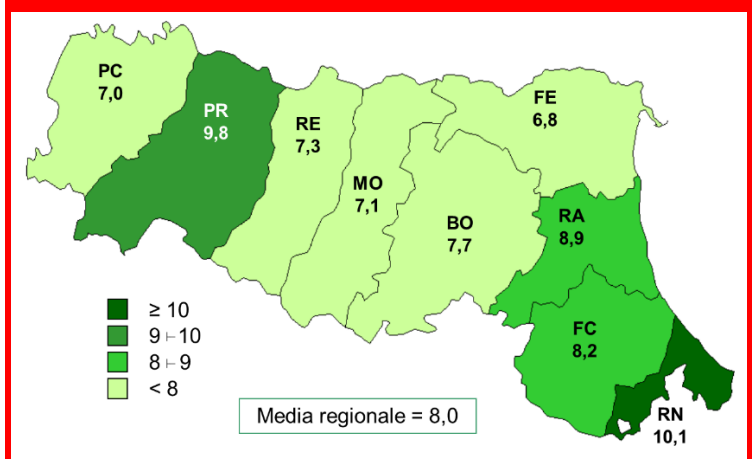 PC
7,0
PR
9,8
RE
7,3
MO
7,1
BO
7,7
FE
6,8
RA
8,9
FC
8,2
RN
10,1
≥ 10
9 ⊢ 10
8 ⊢ 9
< 8
Media regionale = 8,0